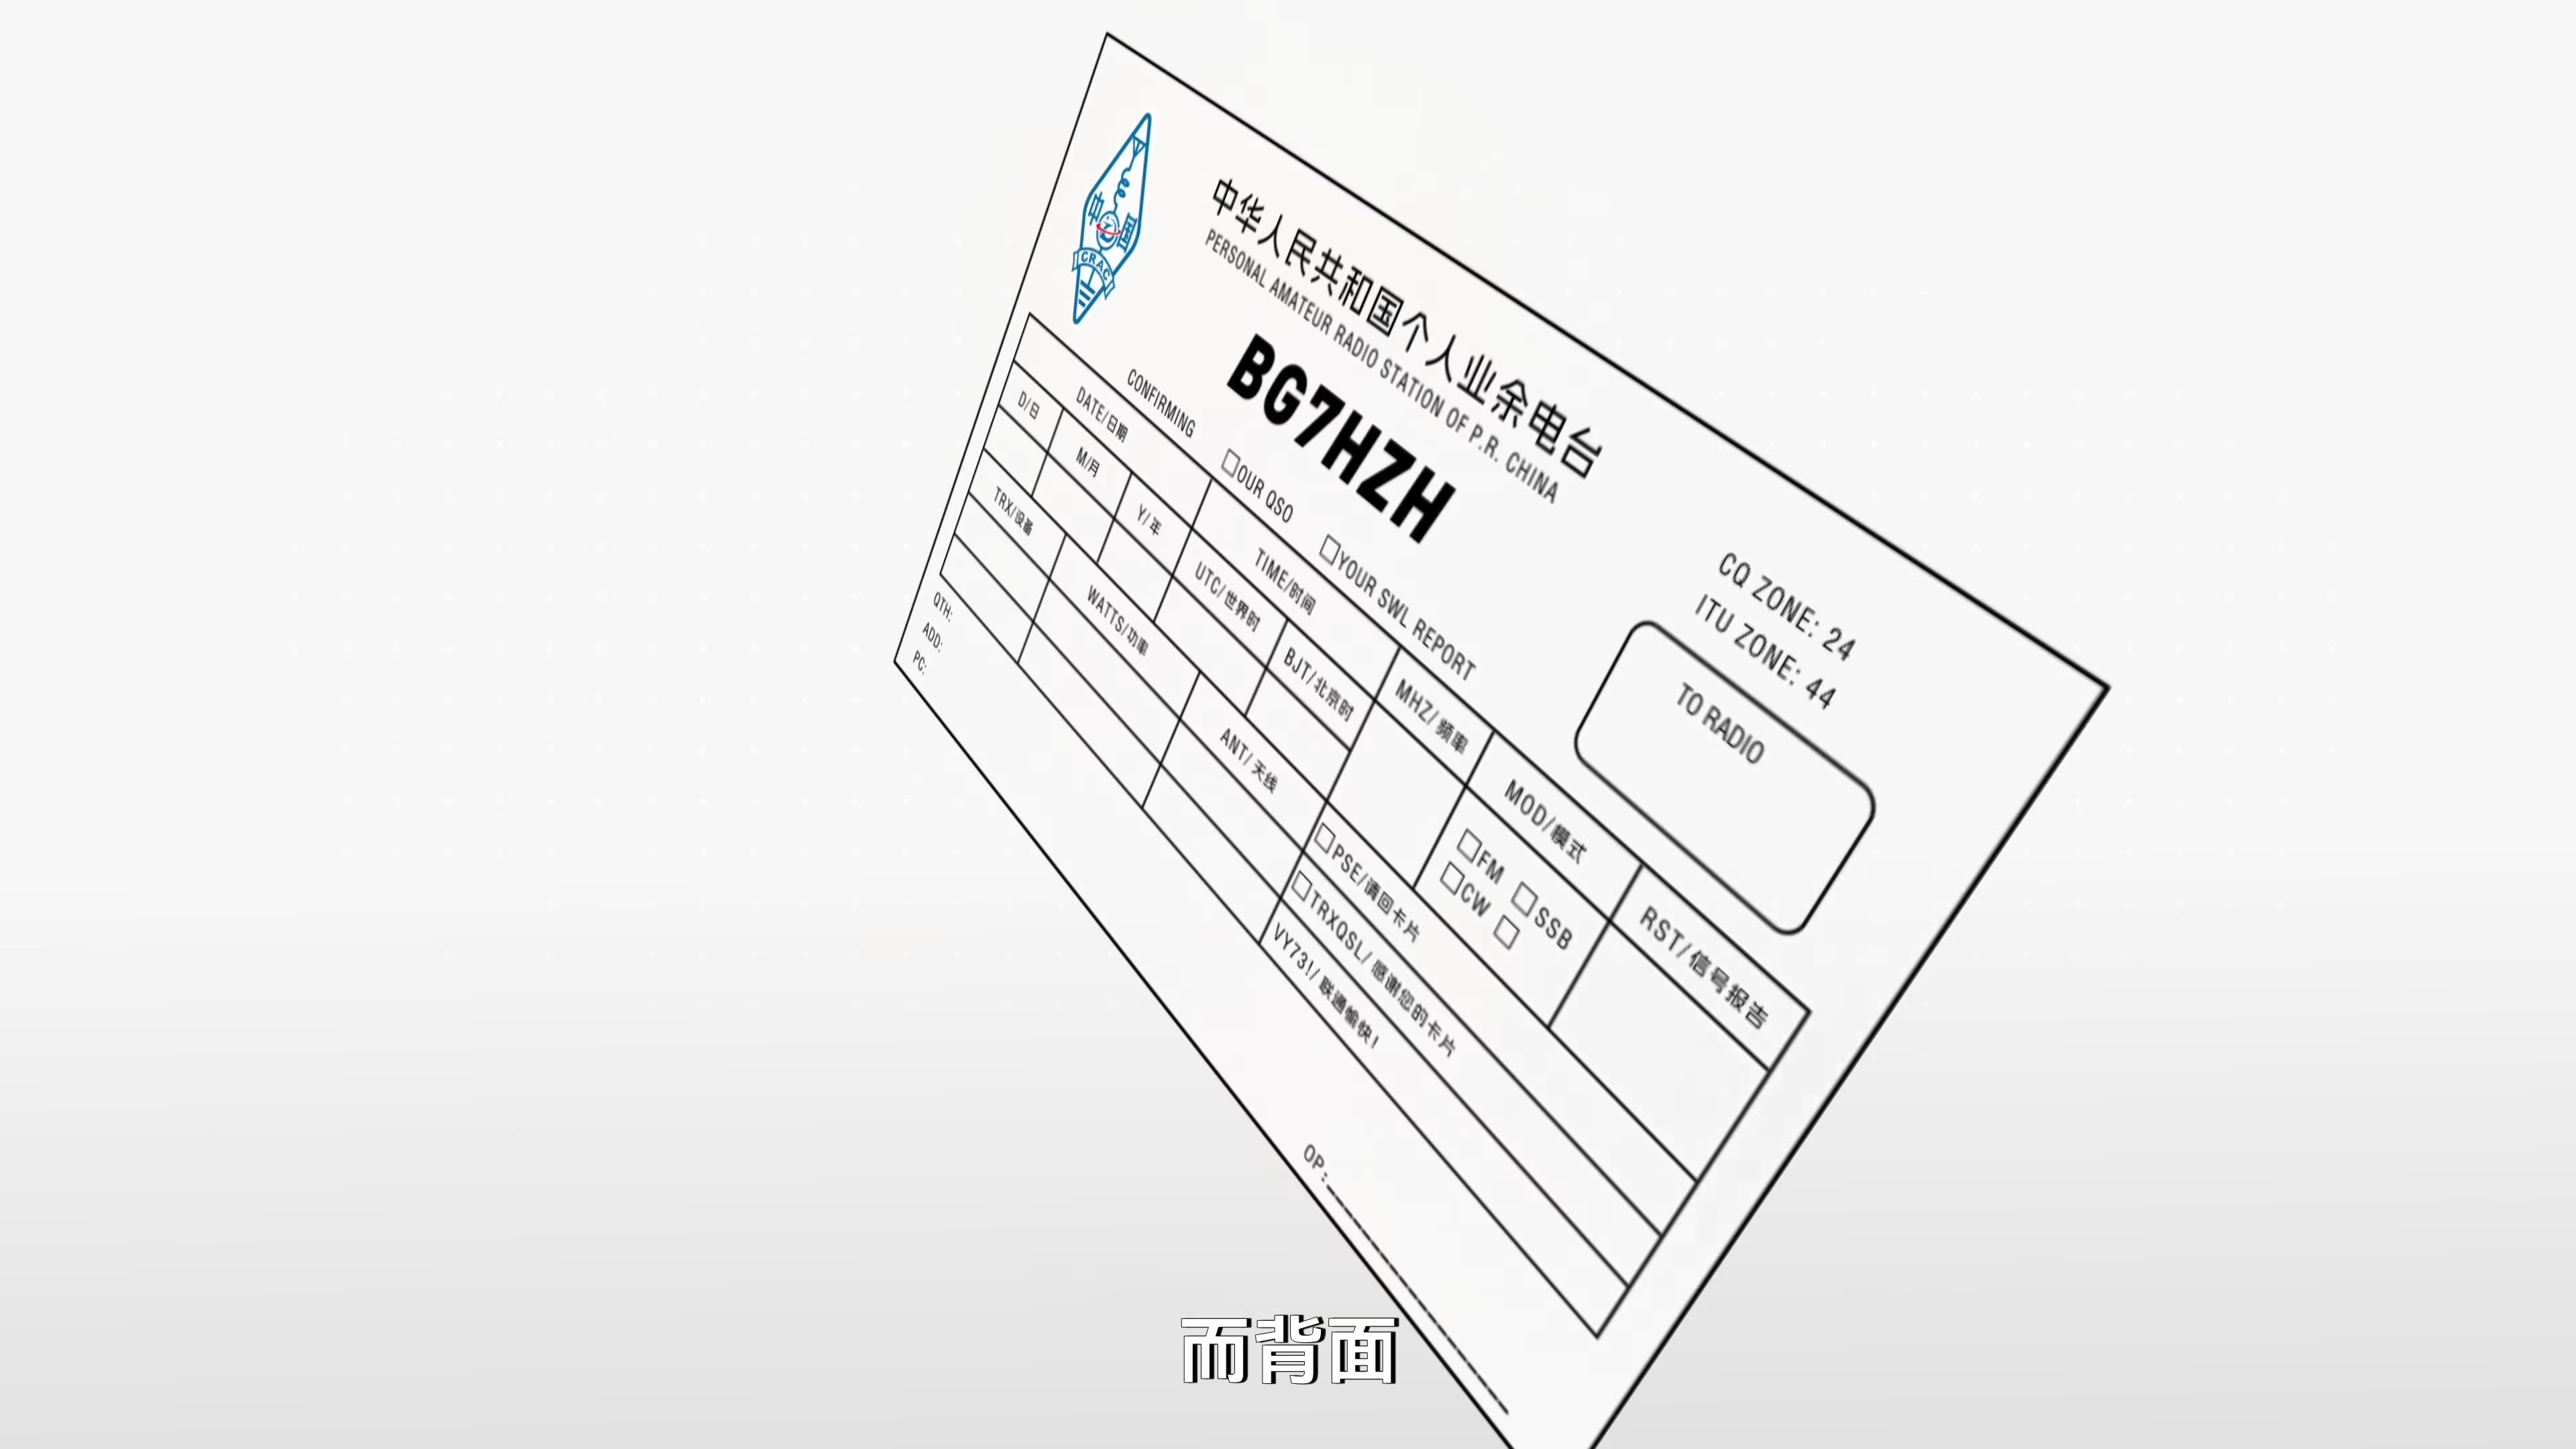 中国
CRAC
中华人民共和国个人业余电台
PERSONAL AMATEUR RADIO STATION OF P.R. CHINA
BG7HZH
CQ ZONE: 24
ITU ZONE: 44
TO RADIO
CONFIRMING □OUR QSO □YOUR SWL REPORT
DATE/日期 TIME/时间 MHZ/频率 MOD/模式 RST/信号报告
D/日 M/月 Y/年 UTC/世界时 BJT/北京时
□FM □SSB
□CW □
TRX/设备 WATTS/功率 ANT/天线 □PSE/请回卡片
□TRXQSL/感谢您的卡片
VY73!/联通愉快!
QTH:
ADD:
PC:
OP:
而背面